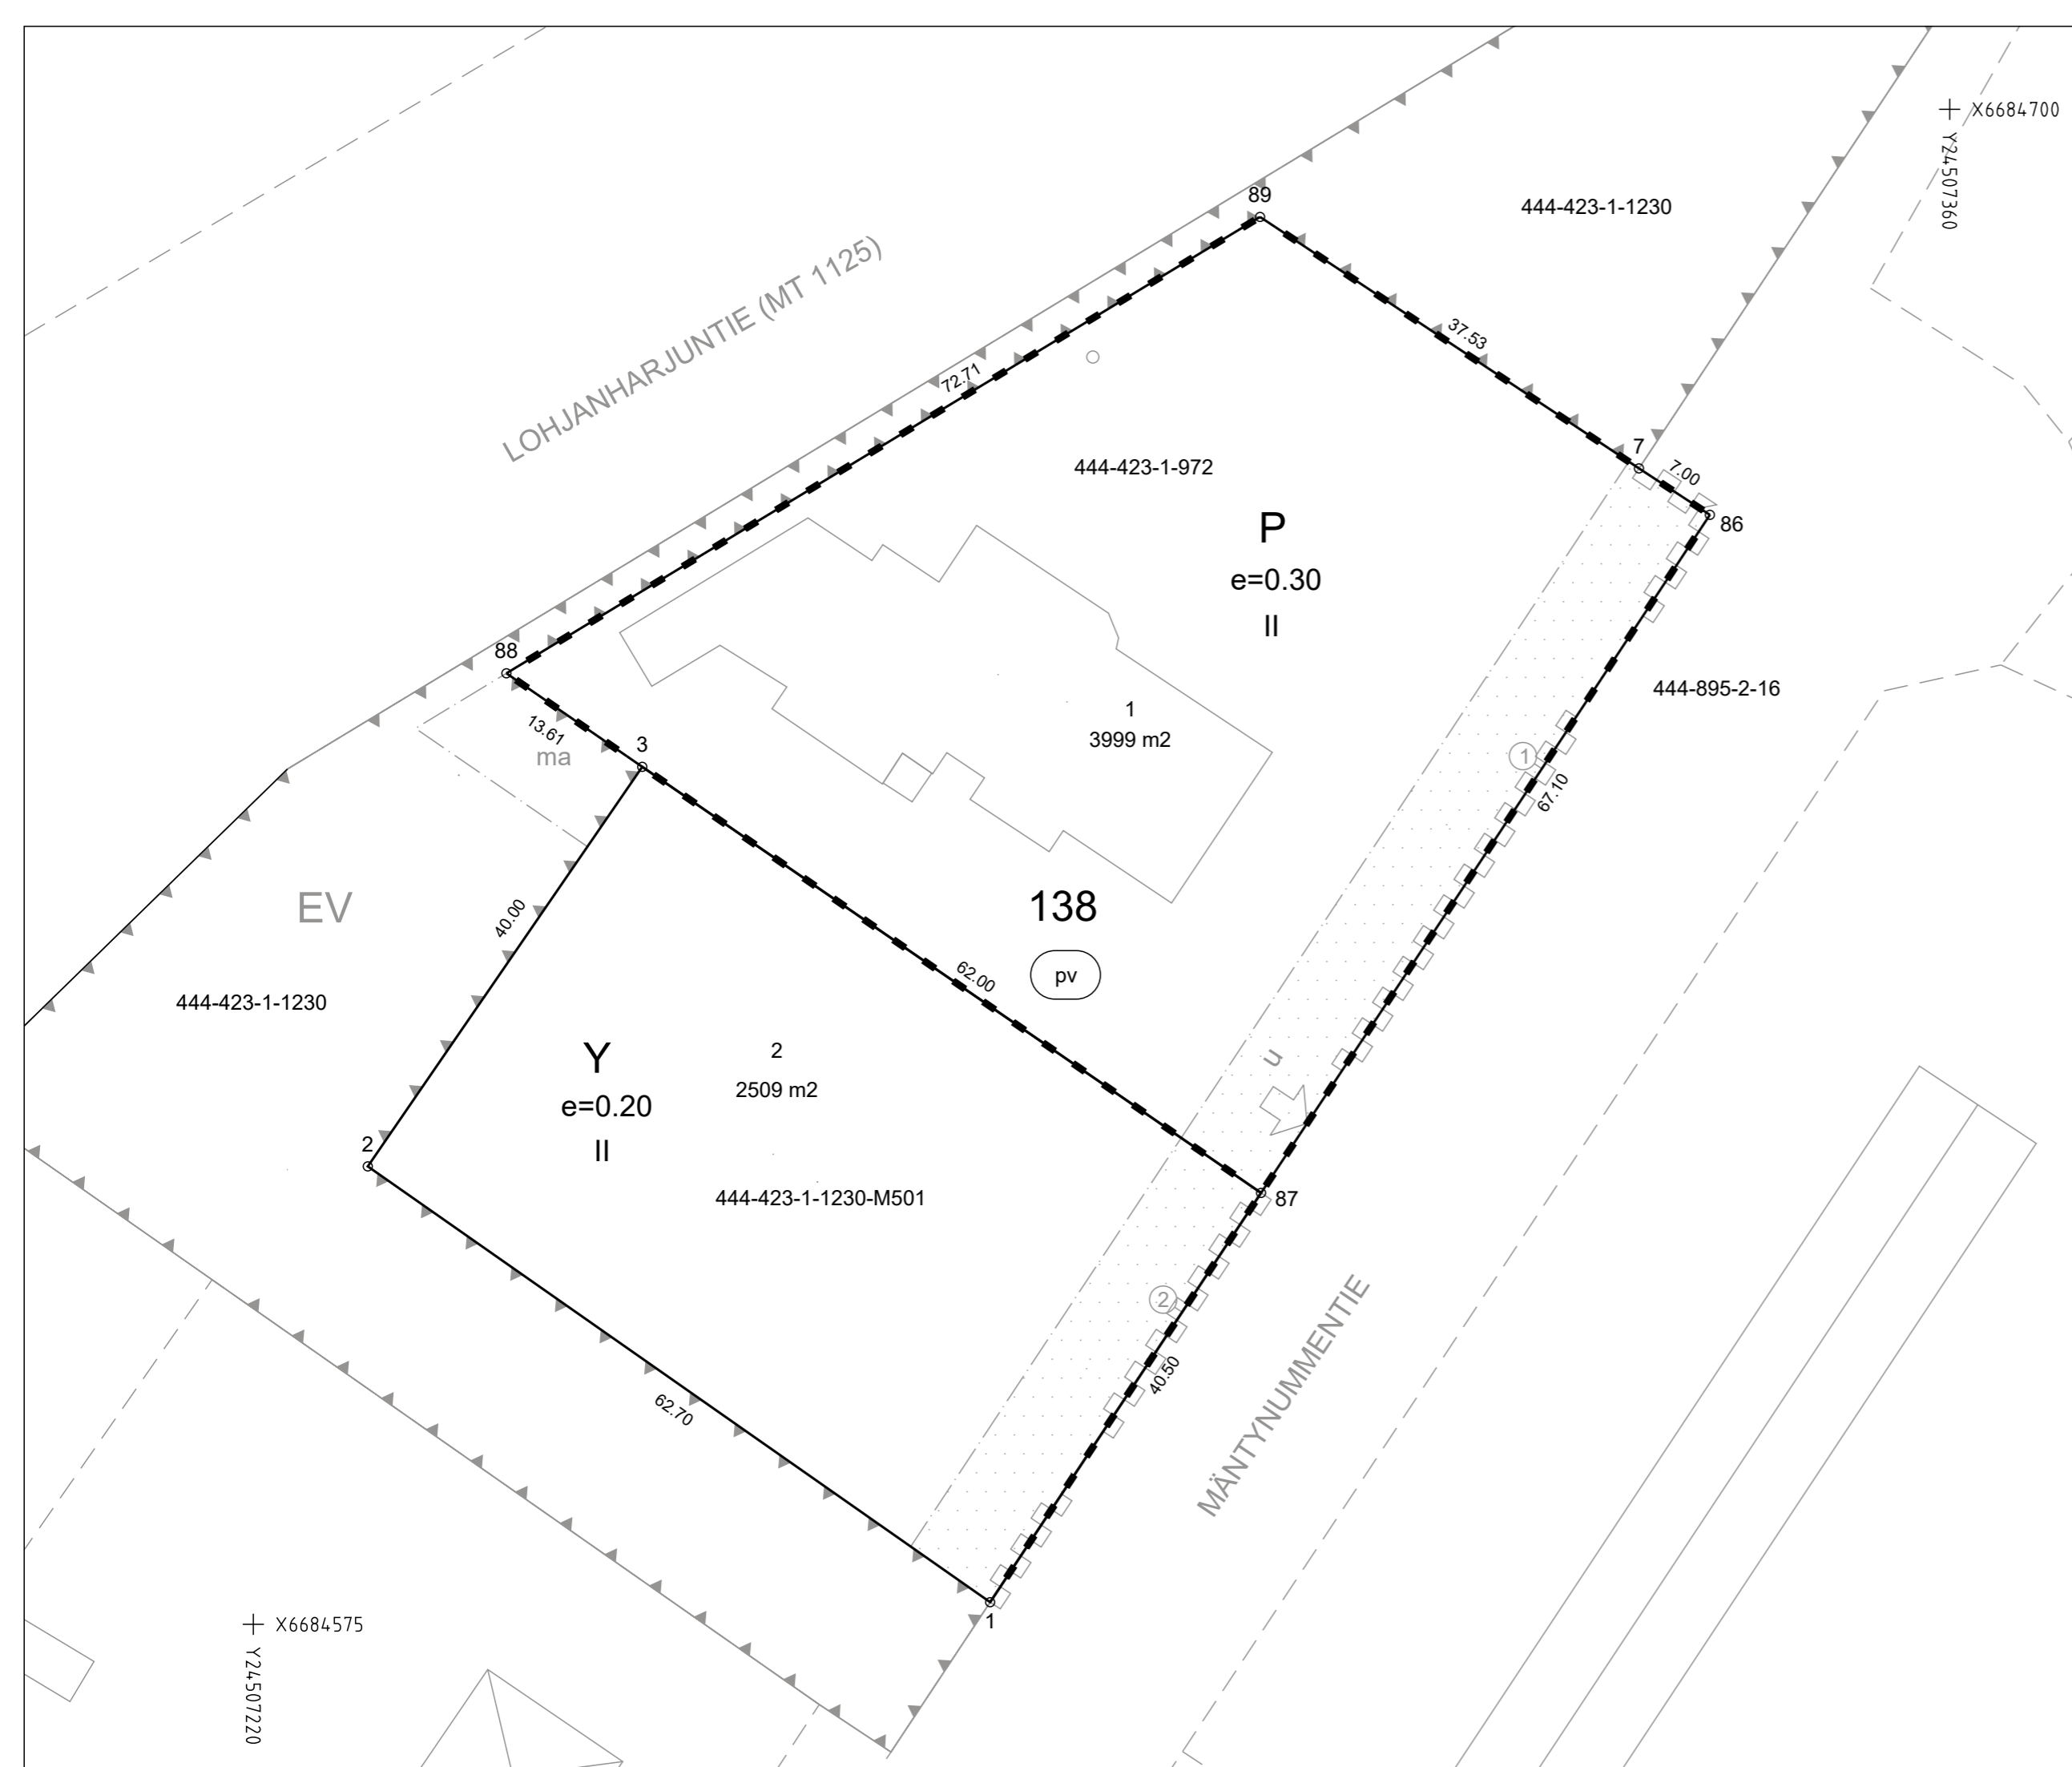 X6684700
Y24507360
89
444-423-1-1230
LOHJANHARJUNTIE (MT 1125)
37.53
72.71
7
7.00
444-423-1-972
86
P
e=0.30
II
88
444-895-2-16
1
3999 m2
13.61
3
ma
1
67.10
EV
40.00
138
62.00
pv
444-423-1-1230
2
Y
2509 m2
u
e=0.20
II
2
444-423-1-1230-M501
87
2
40.50
MÄNTYNUMMENTIE
62.70
1
X6684575
Y24507220